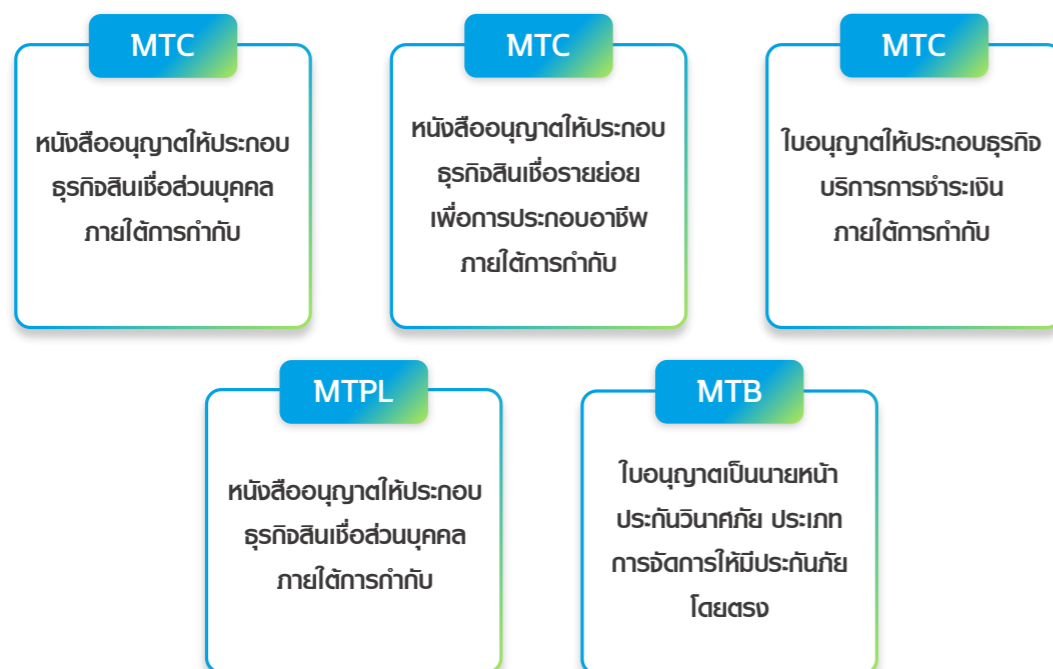 MTC
หนังสืออนุญาตให้ประกอบ
ธุรกิจสินเชื่อส่วนบุคคล
ภายใต้การกำกับ
MTC
หนังสืออนุญาตให้ประกอบ
ธุรกิจสินเชื่อรายย่อย
เพื่อการประกอบอาชีพ
ภายใต้การกำกับ
MTC
ใบอนุญาตให้ประกอบธุรกิจ
บริการการชำระเงิน
ภายใต้การกำกับ
MTPL
หนังสืออนุญาตให้ประกอบ
ธุรกิจสินเชื่อส่วนบุคคล
ภายใต้การกำกับ
MTB
ใบอนุญาตเป็นนายหน้า
ประกันวินาศภัย ประเภท
การจัดการให้มีประกันภัย
โดยตรง